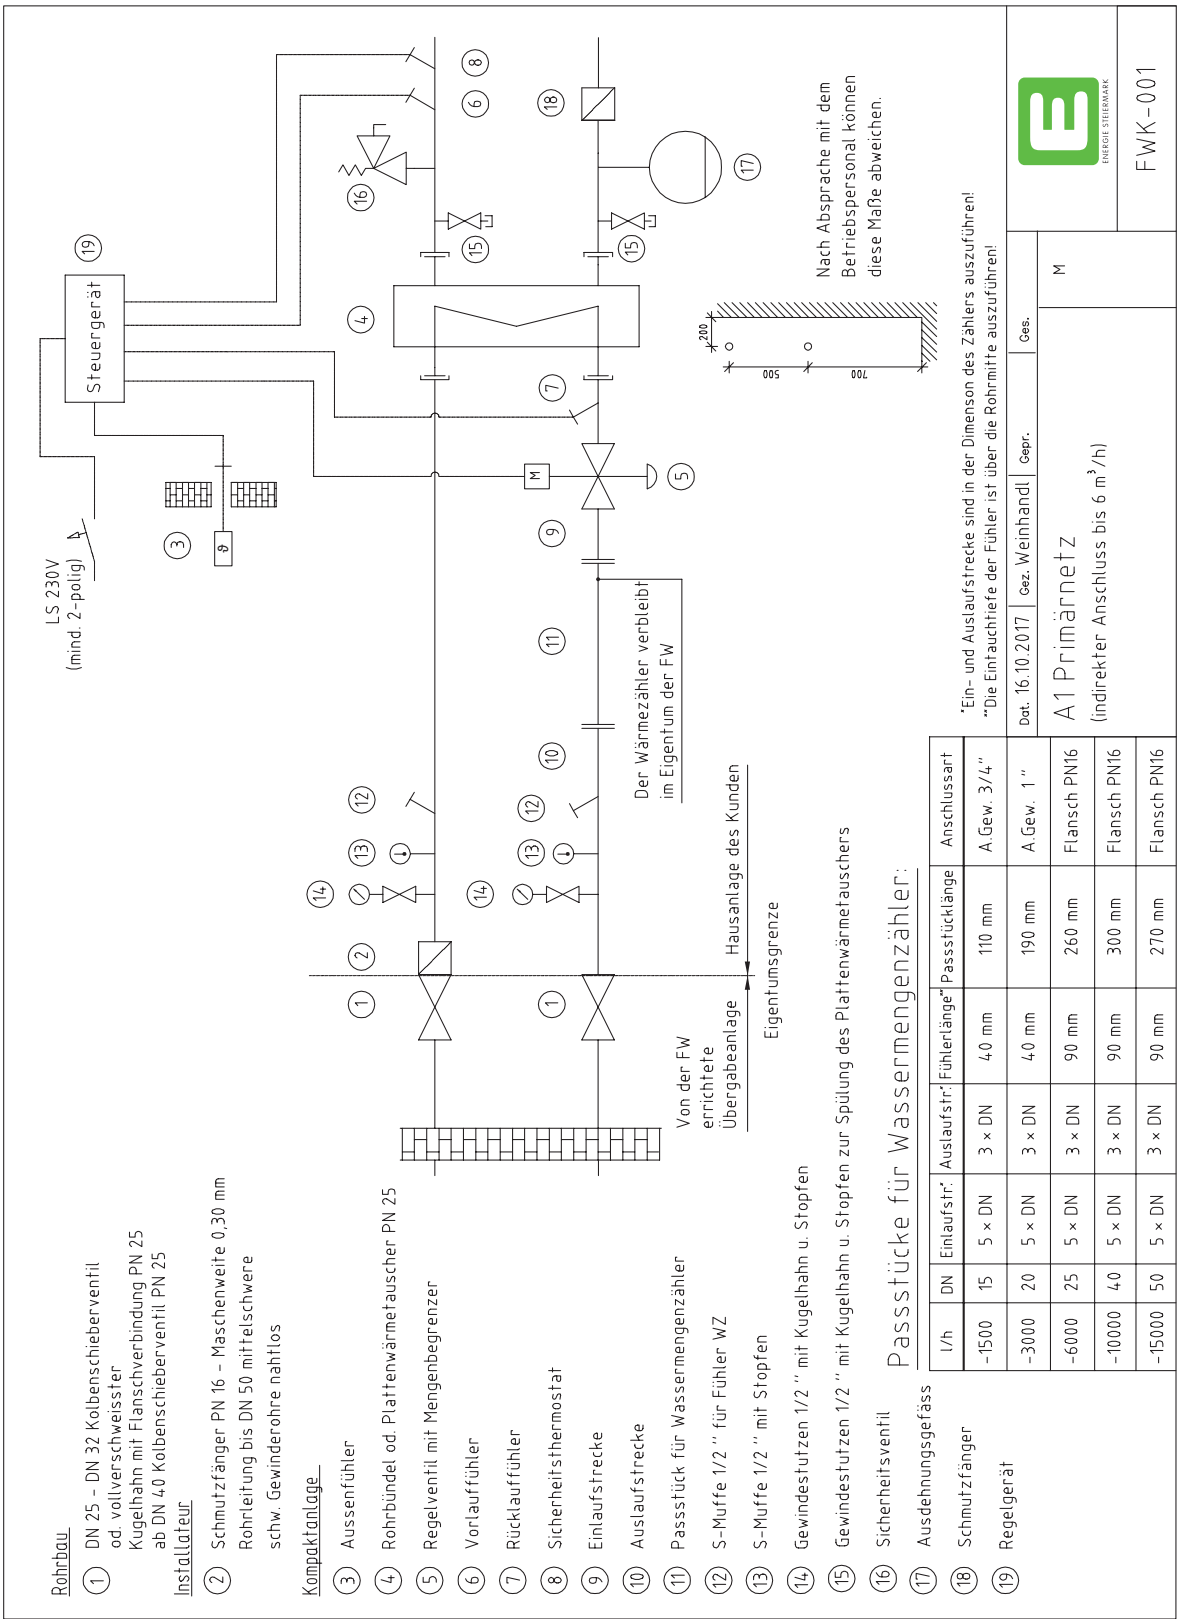 Rohrbau
1 DN 25 - DN 32 Kolbenschieberventil
od. vollverschweisster
Kugelhahn mit Flanschverbindung PN 25
ab DN 40 Kolbenschieberventil PN 25
Installateur
2 Schmutzfänger PN 16 - Maschenweite 0,30 mm
Rohrleitung bis DN 50 mittelschwere
schw. Gewinderohre nahtlos
Kompaktanlage
3 Aussenfühler
4 Rohrbündel od. Plattenwärmetauscher PN 25
5 Regelventil mit Mengenbegrenzer
6 Vorlauffühler
7 Rücklauffühler
8 Sicherheitsthermostat
9 Einlaufstrecke
10 Auslaufstrecke
11 Passstück für Wassermengenzähler
12 S-Muffe 1/2 '' für Fühler WZ
13 S-Muffe 1/2 '' mit Stopfen
14 Gewindestutzen 1/2 '' mit Kugelhahn u. Stopfen
15 Gewindestutzen 1/2 '' mit Kugelhahn u. Stopfen zur Spülung des Plattenwärmetauschers
16 Sicherheitsventil
17 Ausdehnungsgefäss
18 Schmutzfänger
19 Regelgerät
LS 230V
(mind. 2-polig)
Steuergerät
19
3
ϑ
14
13
12
16
6
8
1
2
4
15
14
13
12
10
11
9
M
5
7
15
18
17
1
Von der FW
errichtete
Übergabeanlage
Hausanlage des Kunden
Eigentumsgrenze
Der Wärmezähler verbleibt
im Eigentum der FW
200
500
700
Nach Absprache mit dem
Betriebspersonal können
diese Maße abweichen.
Passstücke für Wassermengenzähler:
l/h DN Einlaufstr.* Auslaufstr.* Fühlerlänge** Passstücklänge Anschlussart
-1500 15 5 x DN 3 x DN 40 mm 110 mm A.Gew. 3/4"
-3000 20 5 x DN 3 x DN 40 mm 190 mm A.Gew. 1 "
-6000 25 5 x DN 3 x DN 90 mm 260 mm Flansch PN16
-10000 40 5 x DN 3 x DN 90 mm 300 mm Flansch PN16
-15000 50 5 x DN 3 x DN 90 mm 270 mm Flansch PN16
*Ein- und Auslaufstrecke sind in der Dimenson des Zählers auszuführen!
**Die Eintauchtiefe der Fühler ist über die Rohrmitte auszuführen!
Dat. 16.10.2017 Gez. Weinhandl Gepr. Ges.
A1 Primärnetz
(indirekter Anschluss bis 6 m³/h)
M
E
ENERGIE STEIERMARK
FWK-001